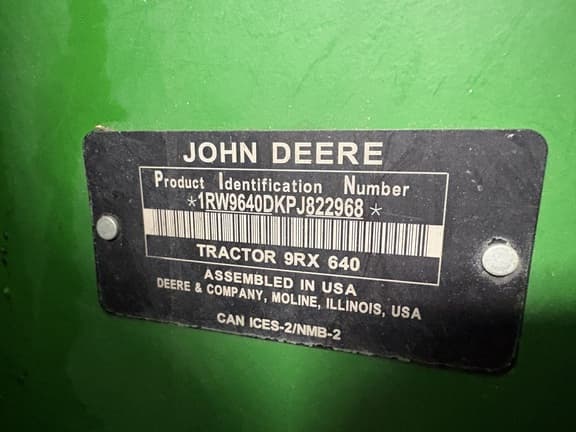 JOHN DEERE
Product Identification Number
*1RW9640DKPJ822968*
TRACTOR 9RX 640
ASSEMBLED IN USA
DEERE & COMPANY, MOLINE, ILLINOIS, USA
CAN ICES-2/NMB-2